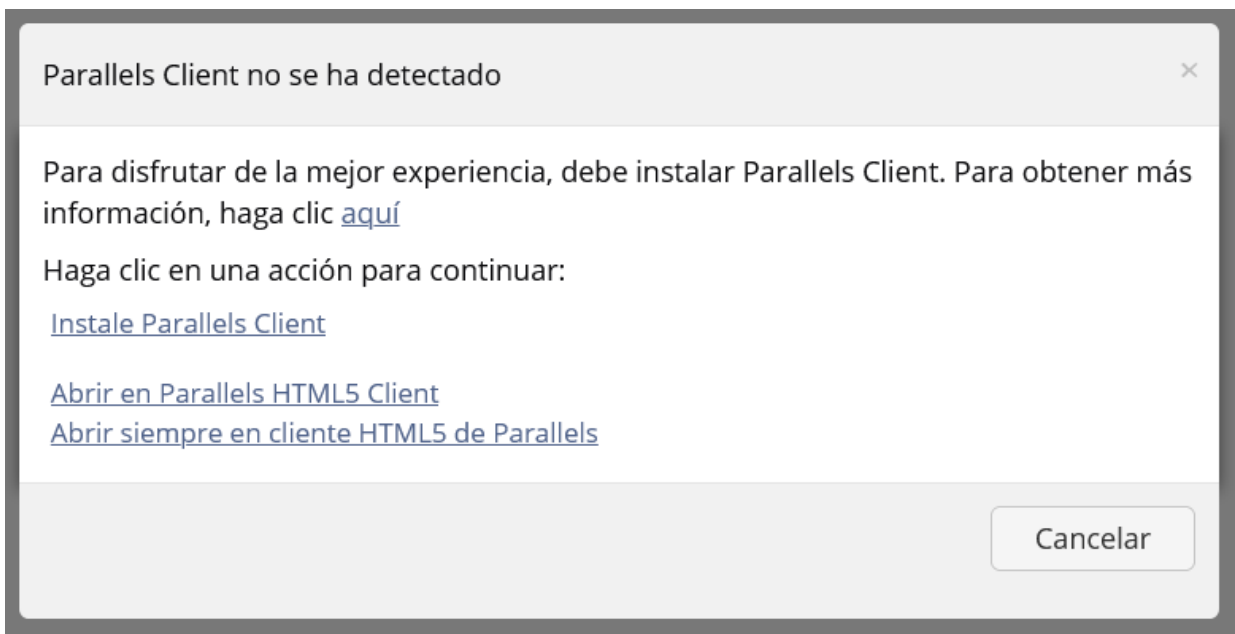 Parallels Client no se ha detectado
×
Para disfrutar de la mejor experiencia, debe instalar Parallels Client. Para obtener más
información, haga clic aquí
Haga clic en una acción para continuar:
Instale Parallels Client
Abrir en Parallels HTML5 Client
Abrir siempre en cliente HTML5 de Parallels
Cancelar